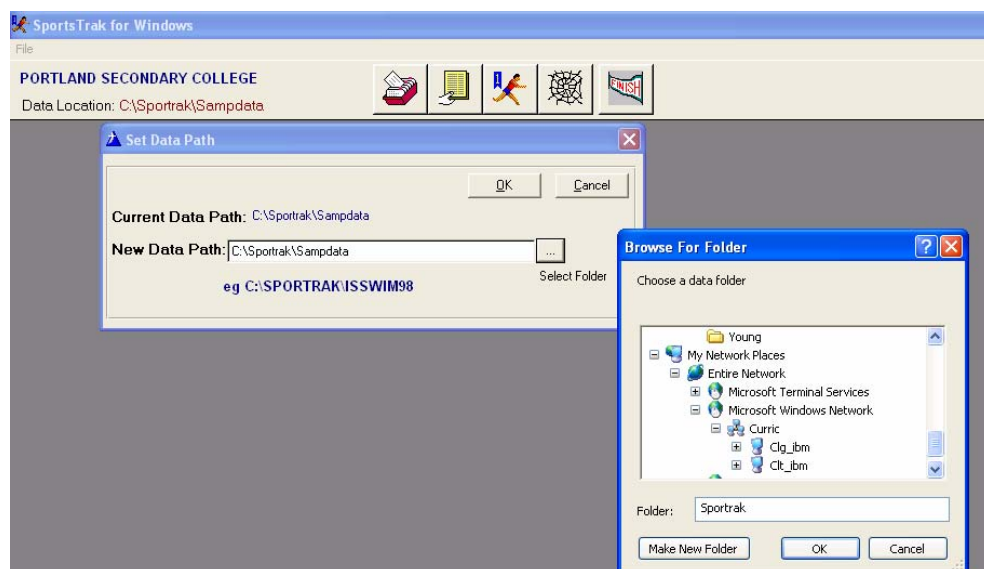 SportsTrak for Windows
File
PORTLAND SECONDARY COLLEGE
Data Location: C:\Sportrak\Sampdata
FINISH
Set Data Path
OK Cancel
Current Data Path: C:\Sportrak\Sampdata
New Data Path: C:\Sportrak\Sampdata ...
Select Folder
eg C:\SPORTRAK\ISSWIM98
Browse For Folder
Choose a data folder
Young
My Network Places
Entire Network
Microsoft Terminal Services
Microsoft Windows Network
Curric
Clg_ibm
Clt_ibm
Folder: Sportrak
Make New Folder OK Cancel